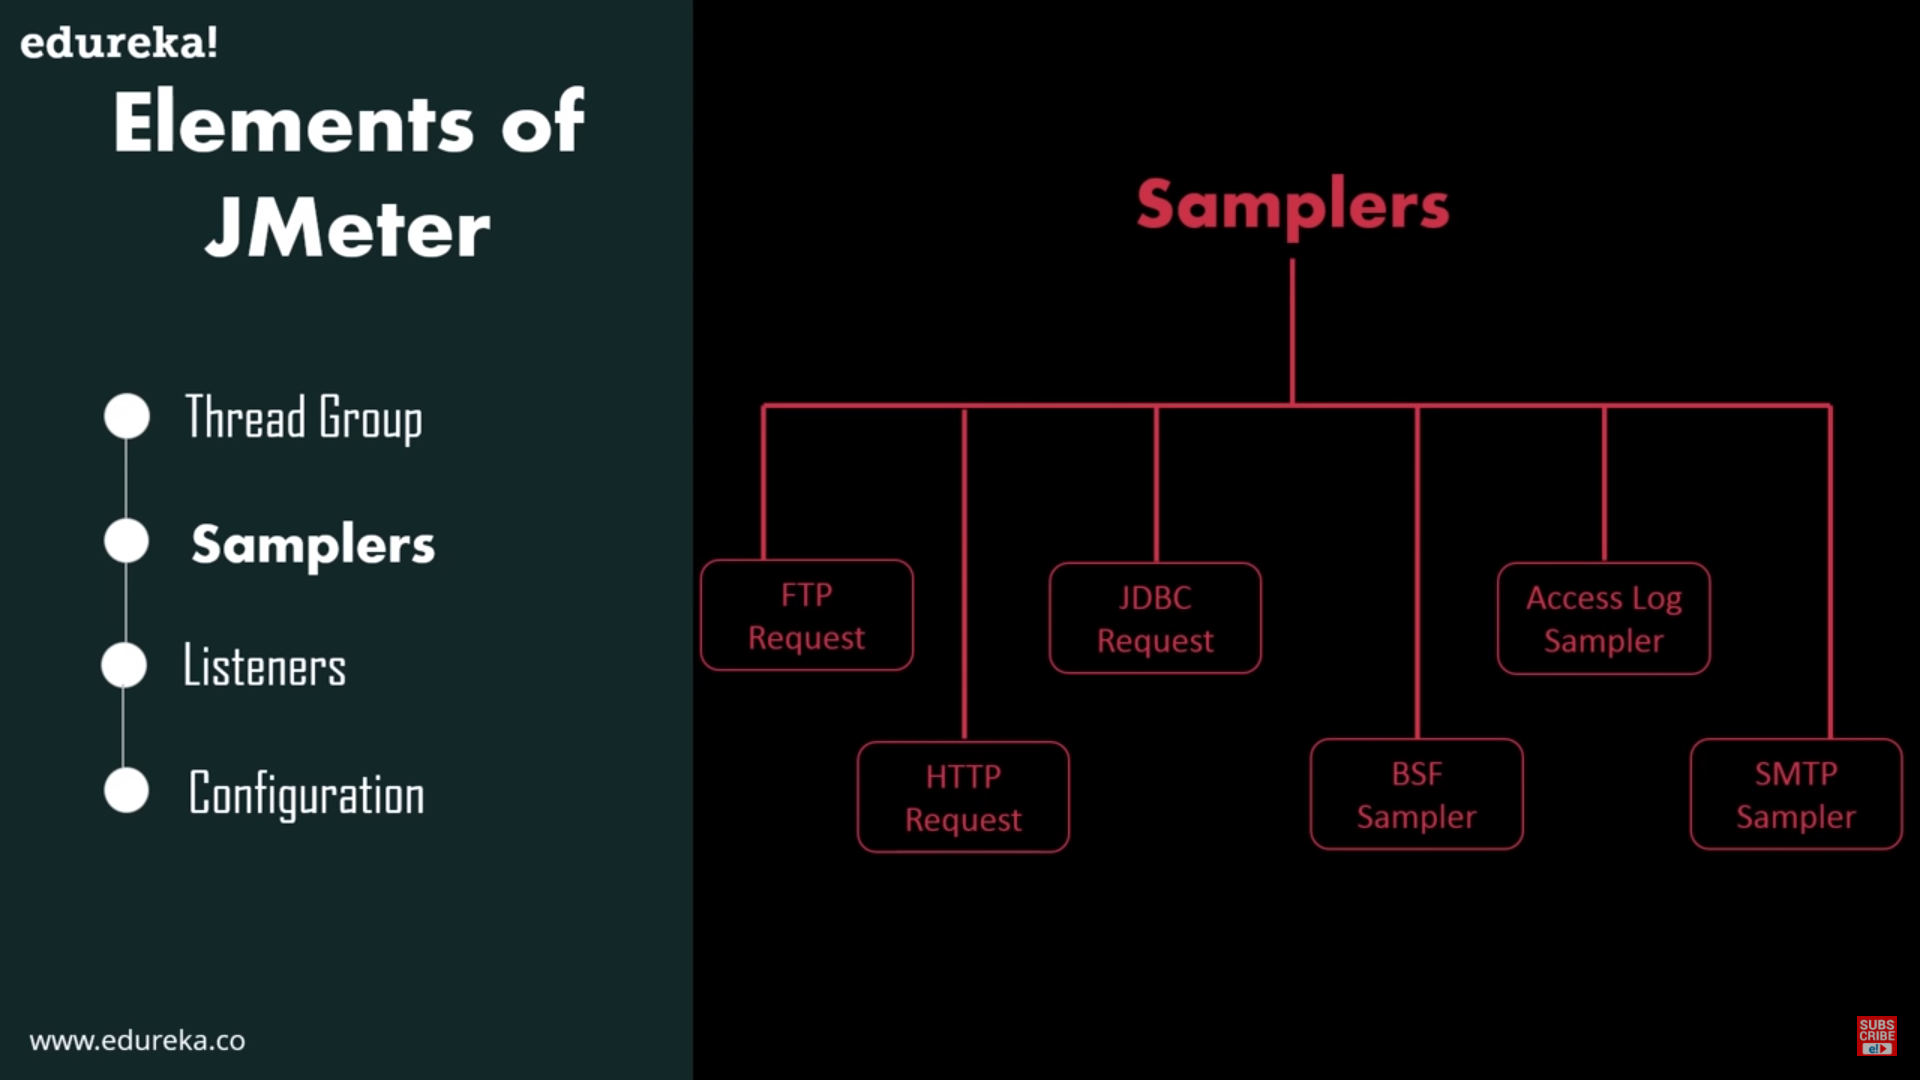 edureka!
Elements of
JMeter
Thread Group
Samplers
Listeners
Configuration
www.edureka.co
Samplers
FTP
Request
JDBC
Request
Access Log
Sampler
HTTP
Request
BSF
Sampler
SMTP
Sampler
SUBS
CRIBE
e!